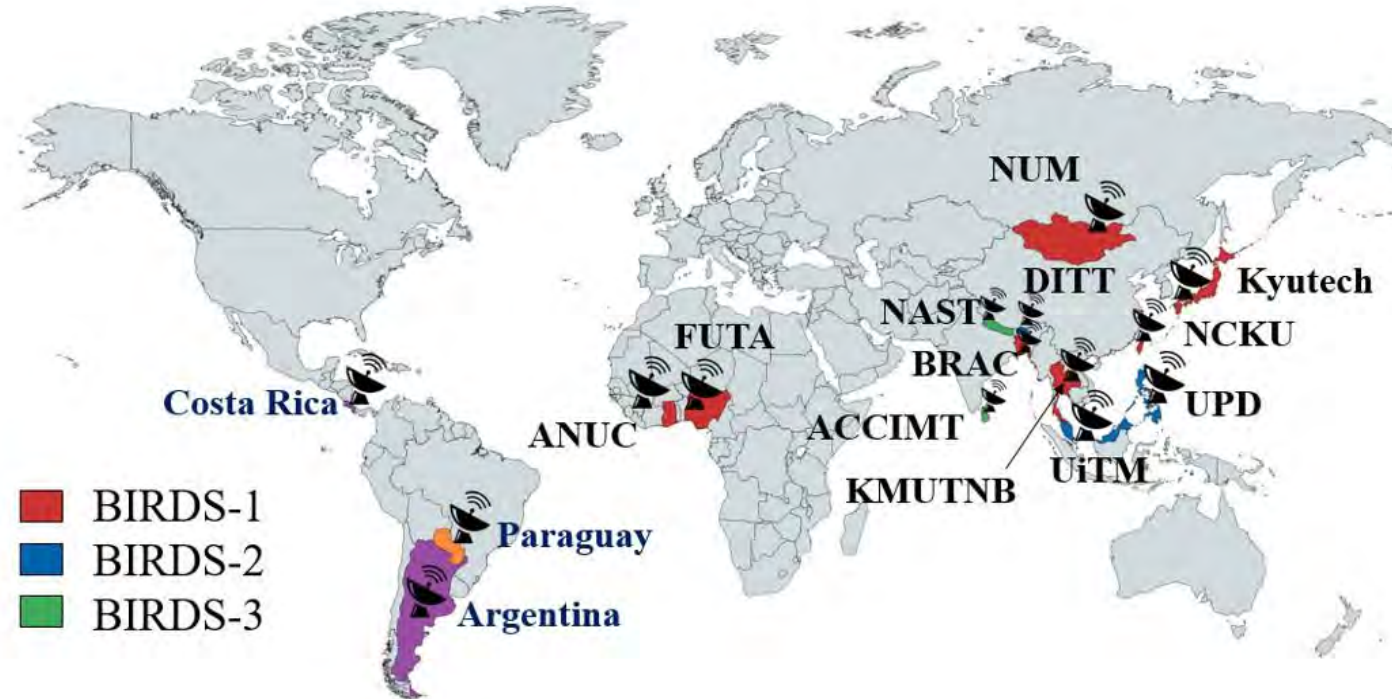 NUM
DITT
Kyutech
NAST
NCKU
FUTA
BRAC
Costa Rica
UPD
ANUC
ACCIMT
UiTM
KMUTNB
BIRDS-1
Paraguay
BIRDS-2
BIRDS-3
Argentina